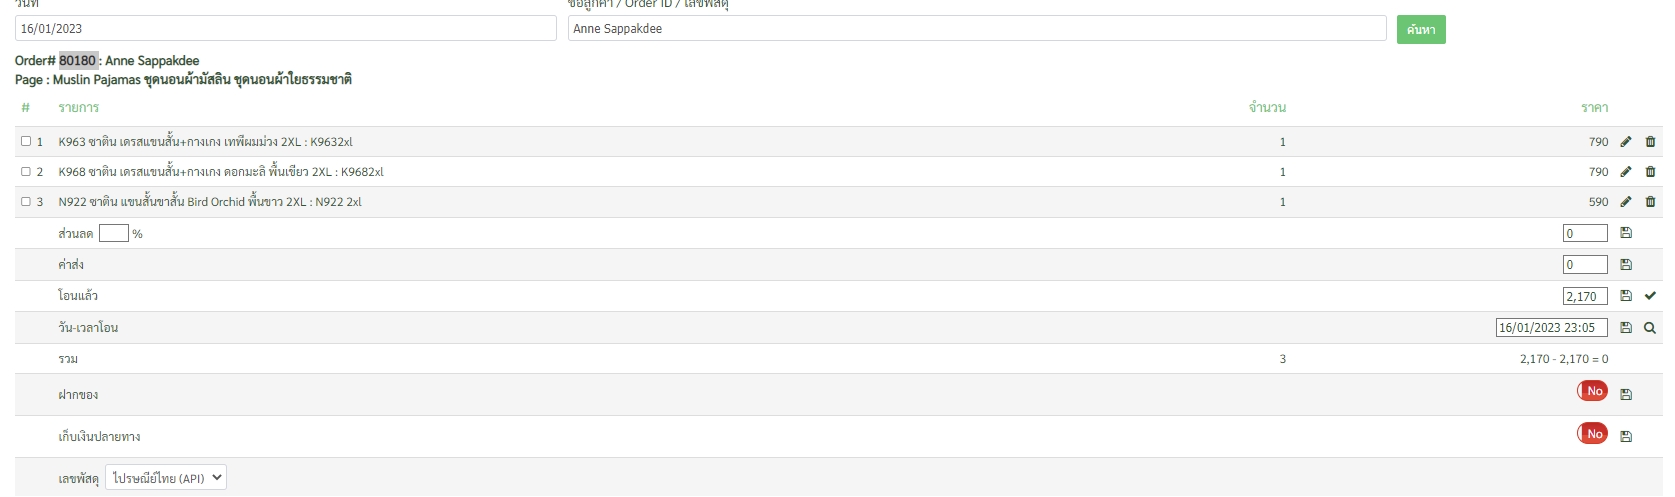 วันที่ ชื่อลูกค้า / Order ID / เลขพัสดุ
16/01/2023 Anne Sappakdee ค้นหา
Order# 80180 : Anne Sappakdee
Page : Muslin Pajamas ชุดนอนผ้ามัสลิน ชุดนอนผ้าใยธรรมชาติ
# รายการ จำนวน ราคา
1 K963 ซาติน เดรสแขนสั้น+กางเกง เทพีผมม่วง 2XL : K9632xl 1 790
2 K968 ซาติน เดรสแขนสั้น+กางเกง ดอกมะลิ พื้นเขียว 2XL : K9682xl 1 790
3 N922 ซาติน แขนสั้นขาสั้น Bird Orchid พื้นขาว 2XL : N922 2xl 1 590
ส่วนลด % 0
ค่าส่ง 0
โอนแล้ว 2,170
วัน-เวลาโอน 16/01/2023 23:05
รวม 3 2,170 - 2,170 = 0
ฝากของ No
เก็บเงินปลายทาง No
เลขพัสดุ ไปรษณีย์ไทย (API)